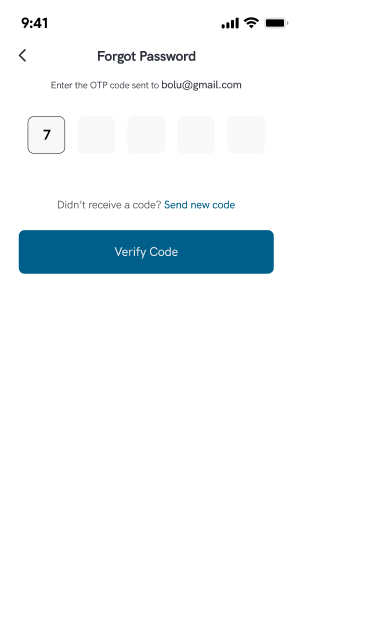 9:41
Forgot Password
Enter the OTP code sent to bolu@gmail.com
7
Didn't receive a code? Send new code
Verify Code